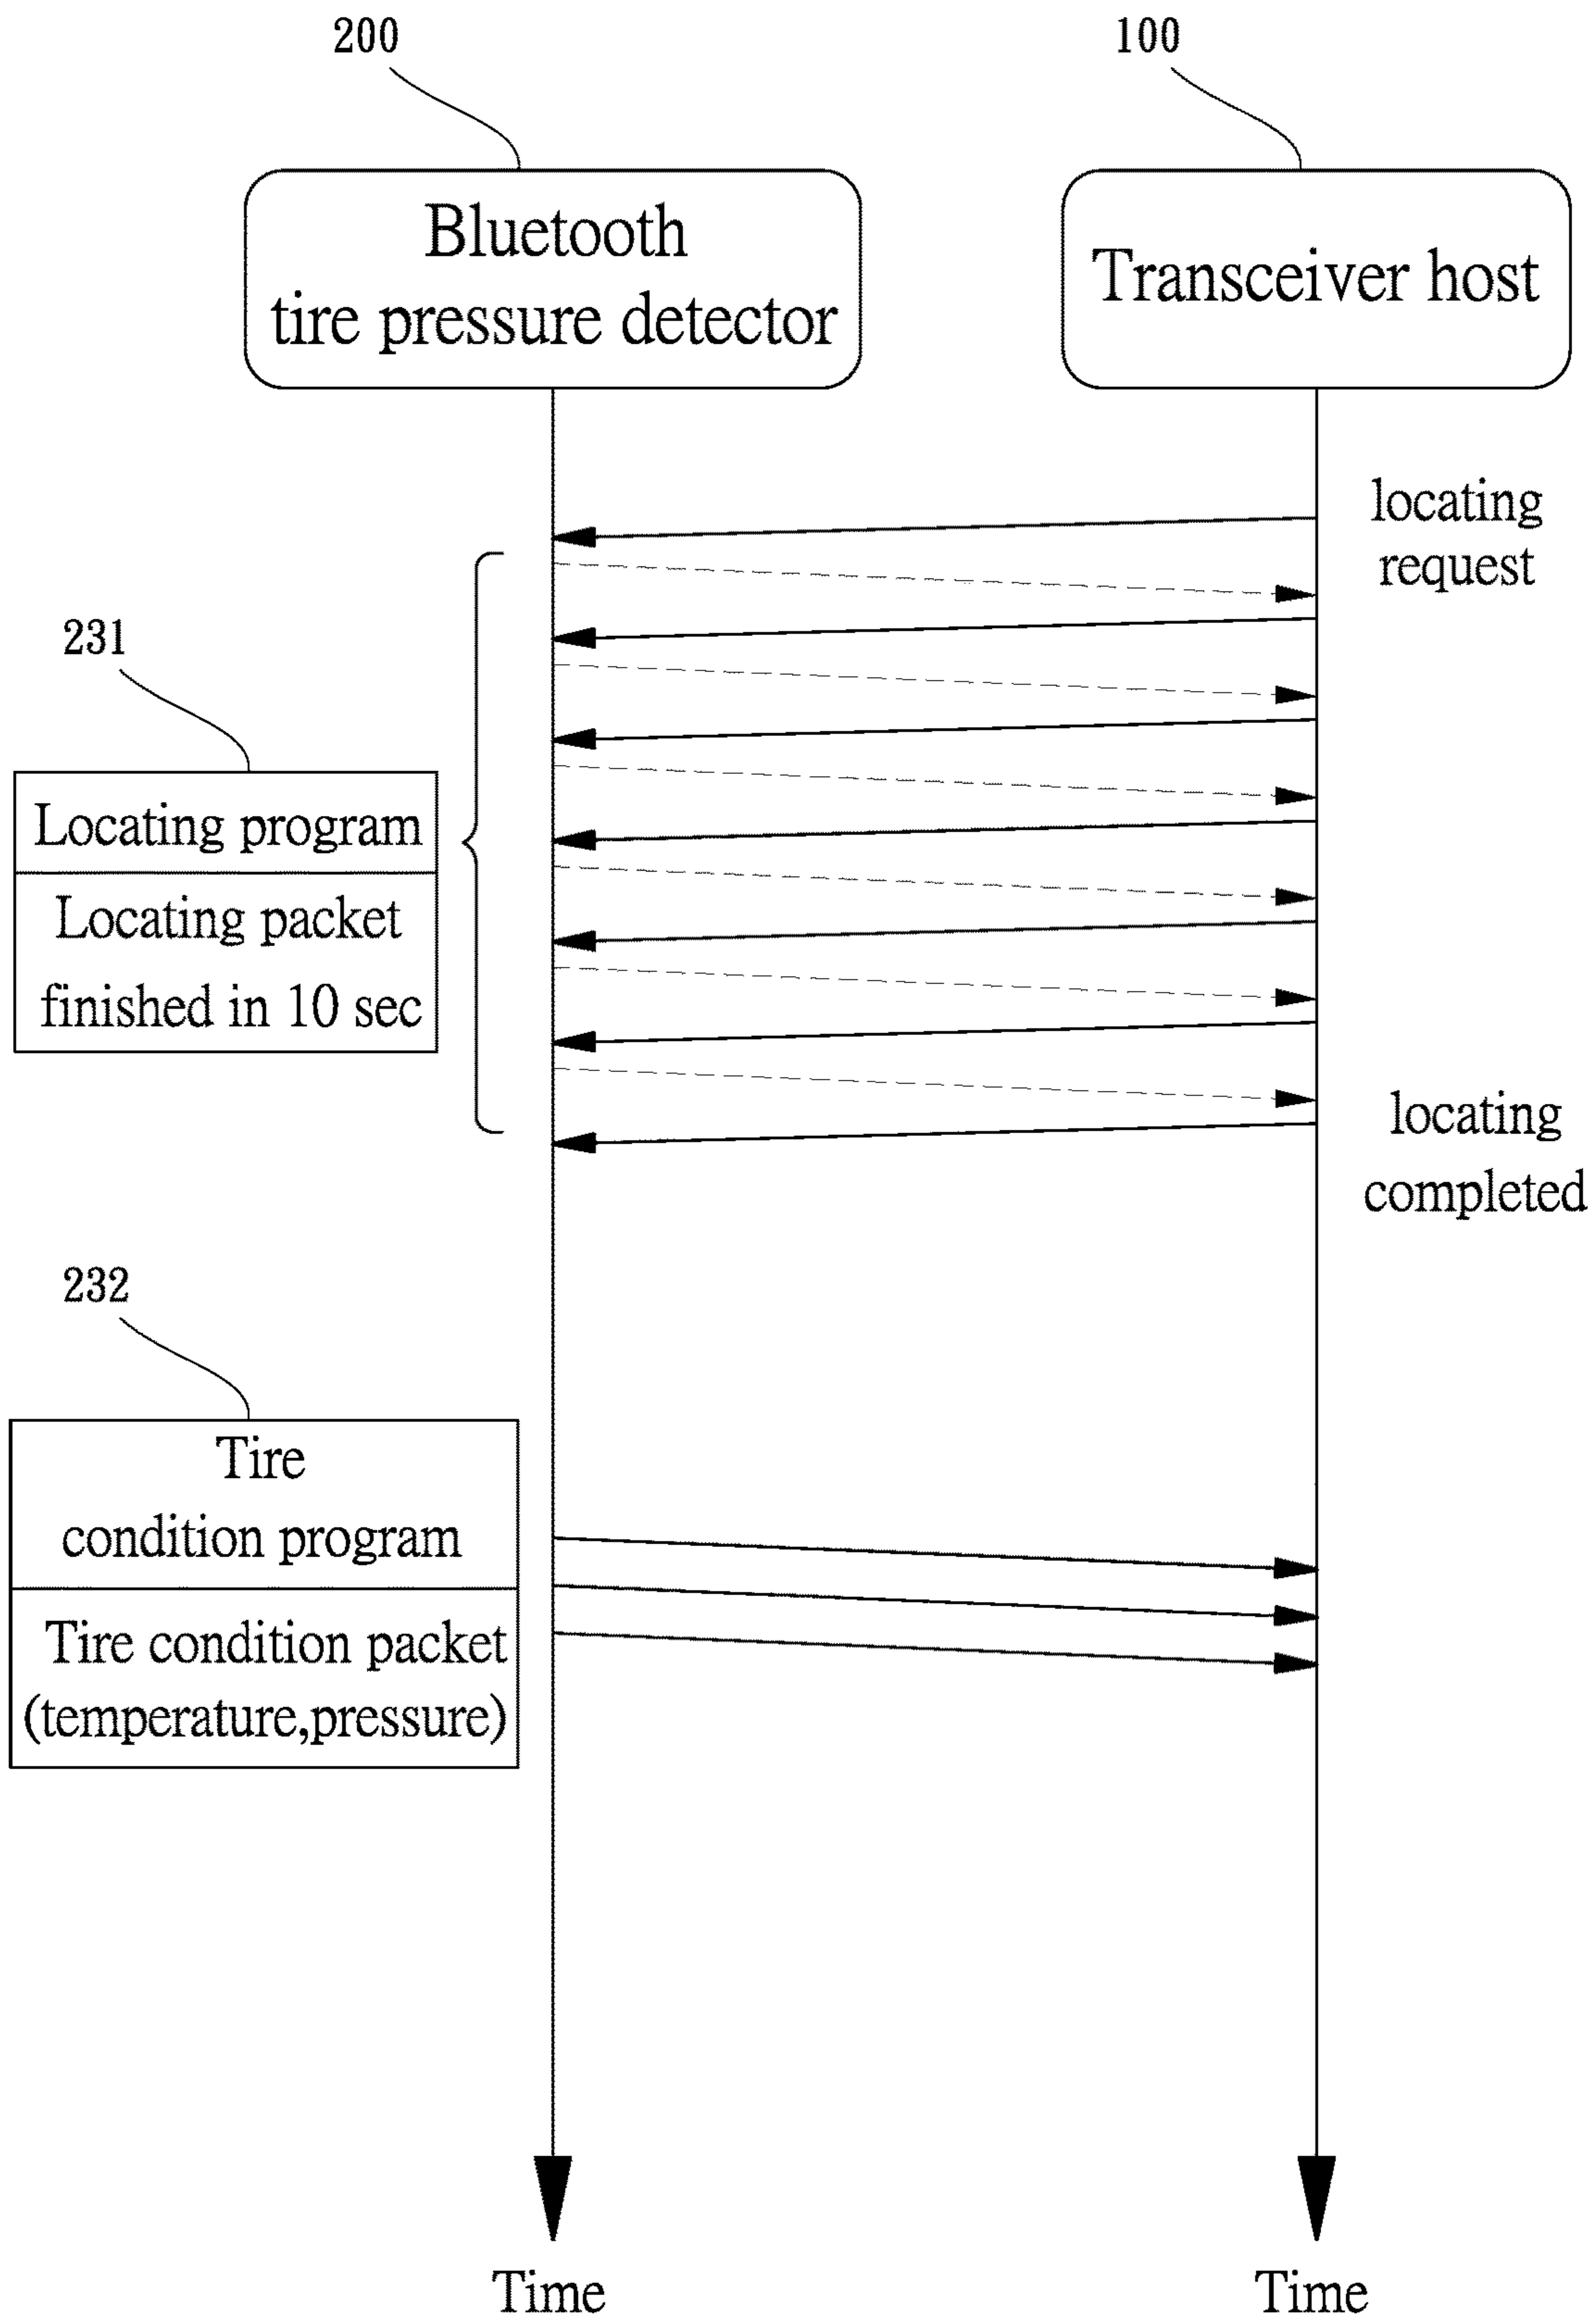 200
100
Bluetooth
tire pressure detector
Transceiver host
locating
request
231
Locating program
Locating packet
finished in 10 sec
locating
completed
232
Tire
condition program
Tire condition packet
(temperature,pressure)
Time
Time